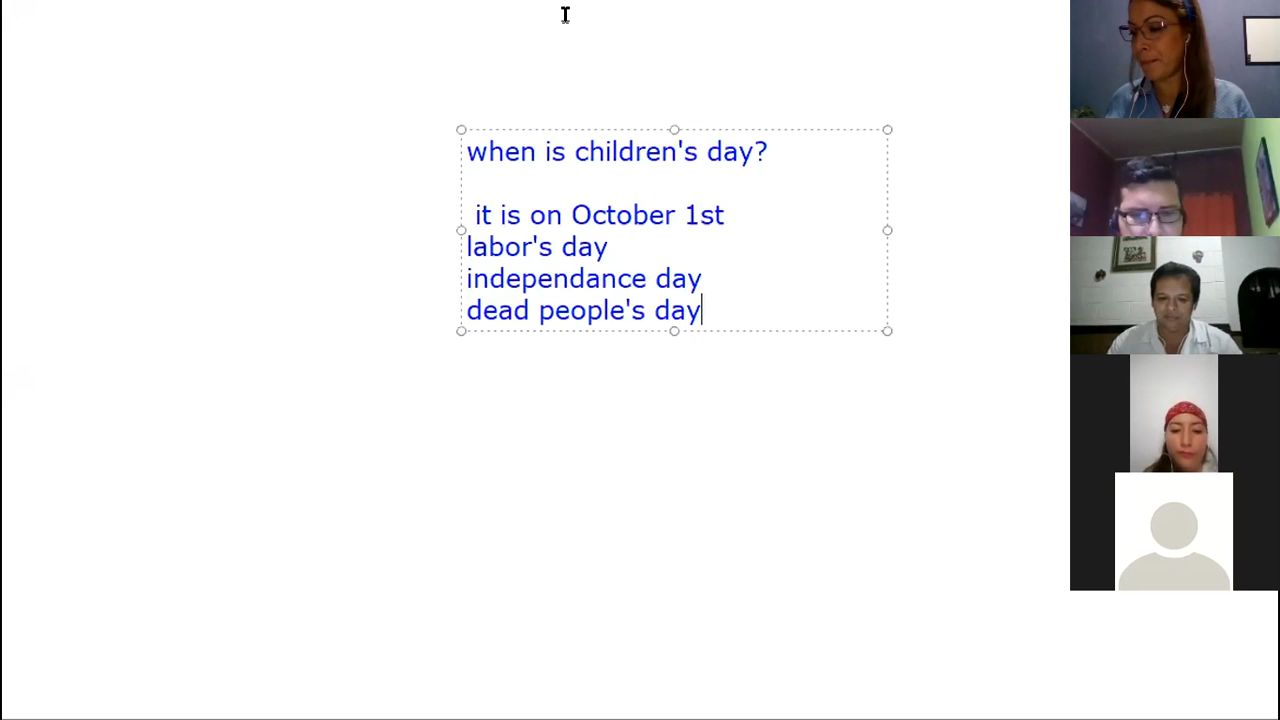 when is children's day?
it is on October 1st
labor's day
independance day
dead people's day